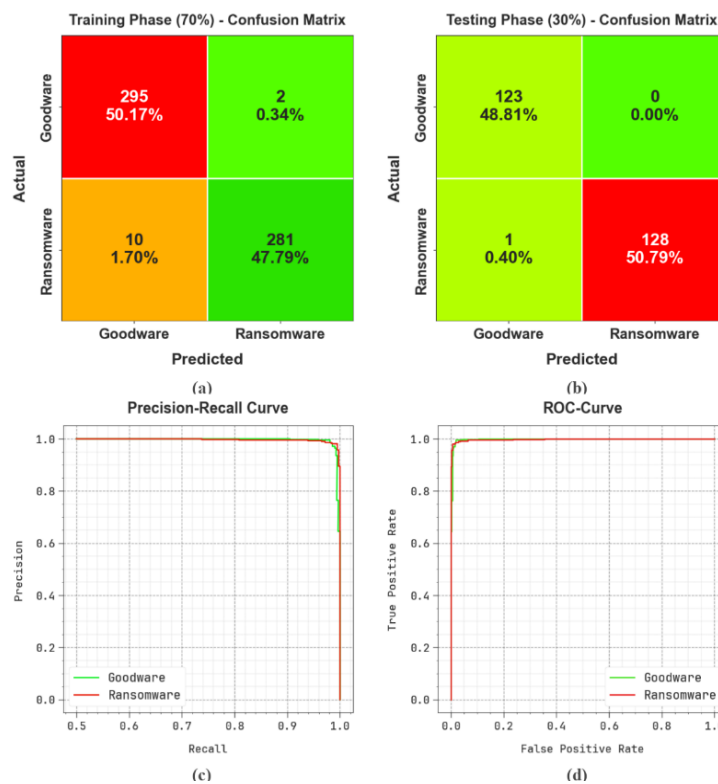 Training Phase (70%) - Confusion Matrix
Actual
Goodware
Ransomware
295
50.17%
2
0.34%
10
1.70%
281
47.79%
Goodware
Ransomware
Predicted
(a)
Testing Phase (30%) - Confusion Matrix
Actual
Goodware
Ransomware
123
48.81%
0
0.00%
1
0.40%
128
50.79%
Goodware
Ransomware
Predicted
(b)
Precision-Recall Curve
Precision
1.0
0.8
0.6
0.4
0.2
0.0
Goodware
Ransomware
0.5 0.6 0.7 0.8 0.9 1.0
Recall
(c)
ROC-Curve
True Positive Rate
1.0
0.8
0.6
0.4
0.2
0.0
Goodware
Ransomware
0.0 0.2 0.4 0.6 0.8 1.0
False Positive Rate
(d)